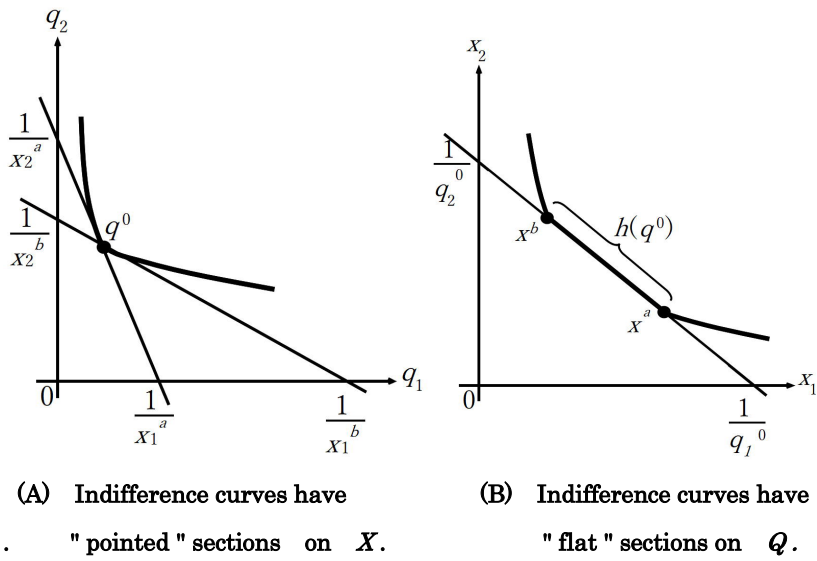 q₂
1
x₂ᵃ
1
x₂ᵇ
q⁰
0
q₁
1
x₁ᵃ
1
x₁ᵇ
x₂
1
q₂⁰
xᵇ
h(q⁰)
xᵃ
0
x₁
1
q₁⁰
(A) Indifference curves have
. " pointed " sections on X.
(B) Indifference curves have
" flat " sections on Q.